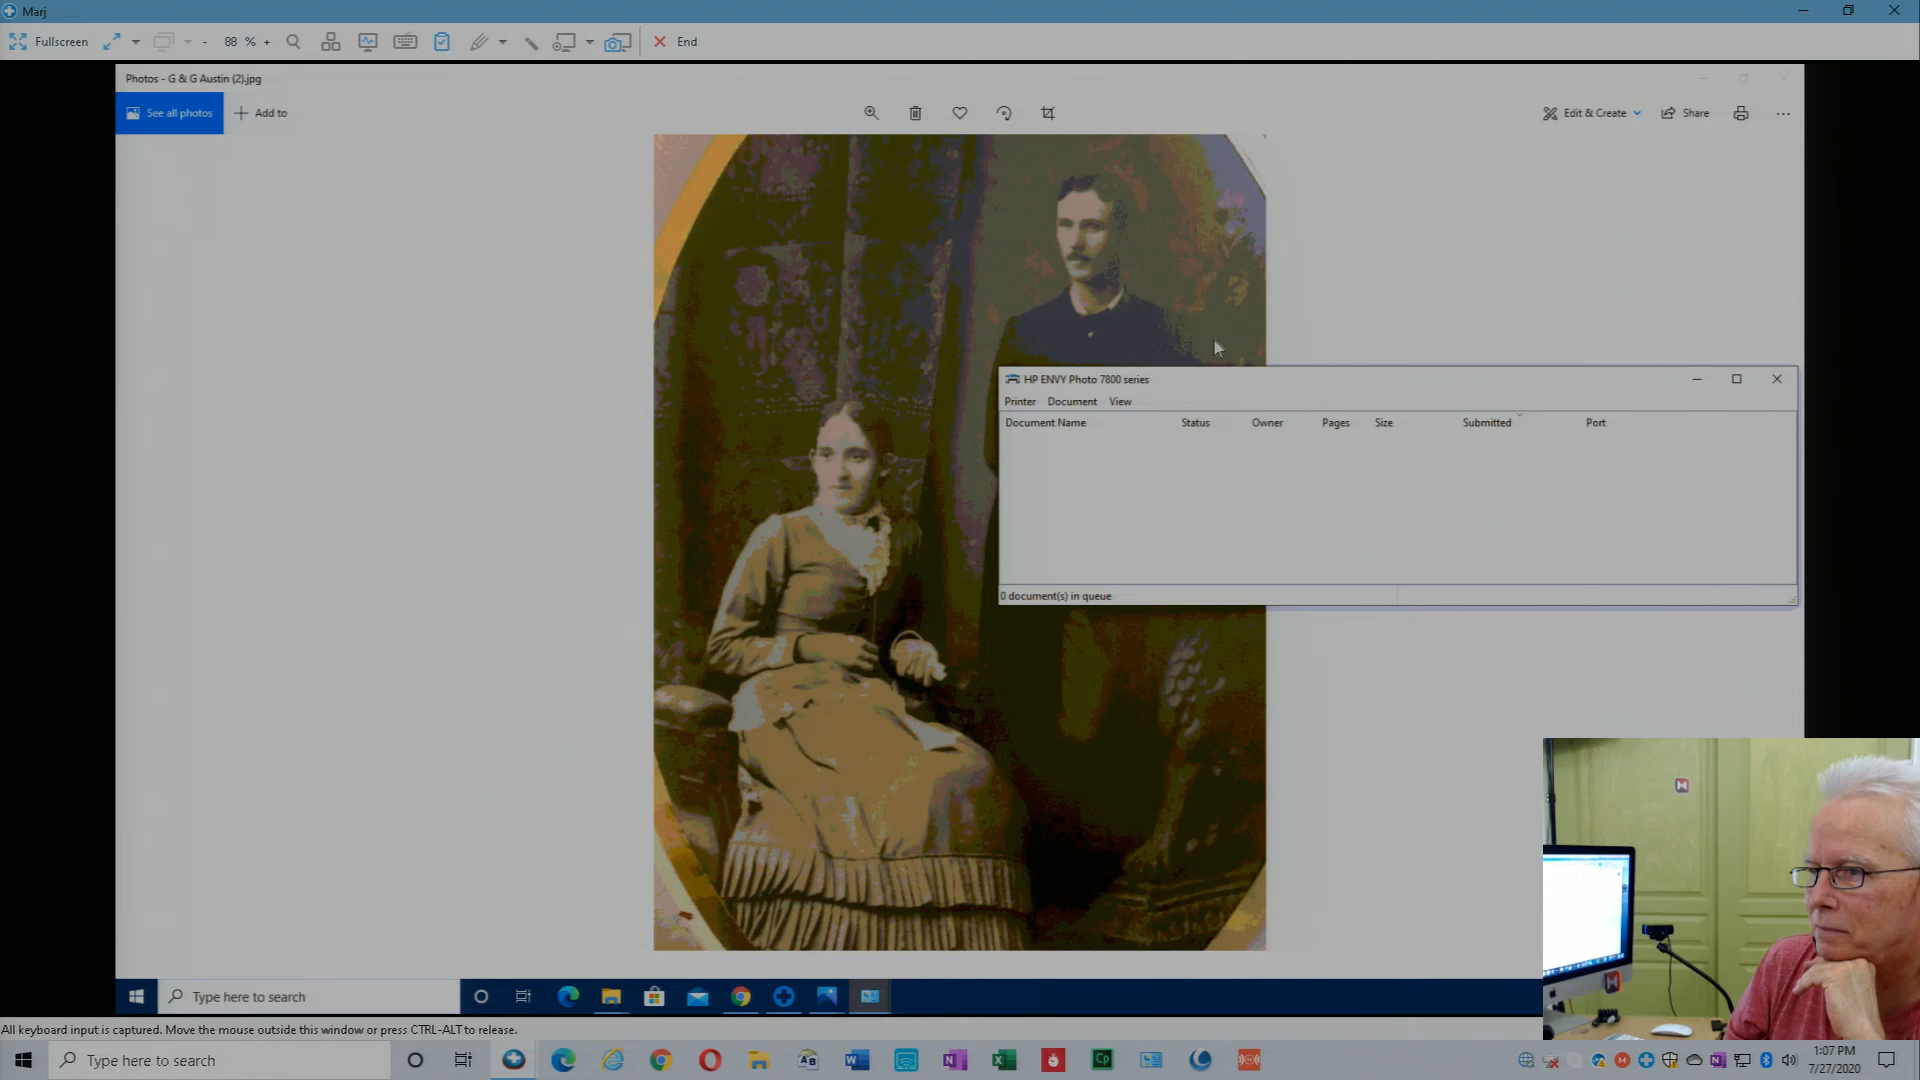 Marj
Fullscreen
- 88 % +
End
Photos - G & G Austin (2).jpg
See all photos
Add to
Edit & Create
Share
HP ENVY Photo 7800 series
Printer Document View
Document Name Status Owner Pages Size Submitted Port
0 document(s) in queue
Type here to search
All keyboard input is captured. Move the mouse outside this window or press CTRL-ALT to release.
Type here to search
1:07 PM
7/27/2020